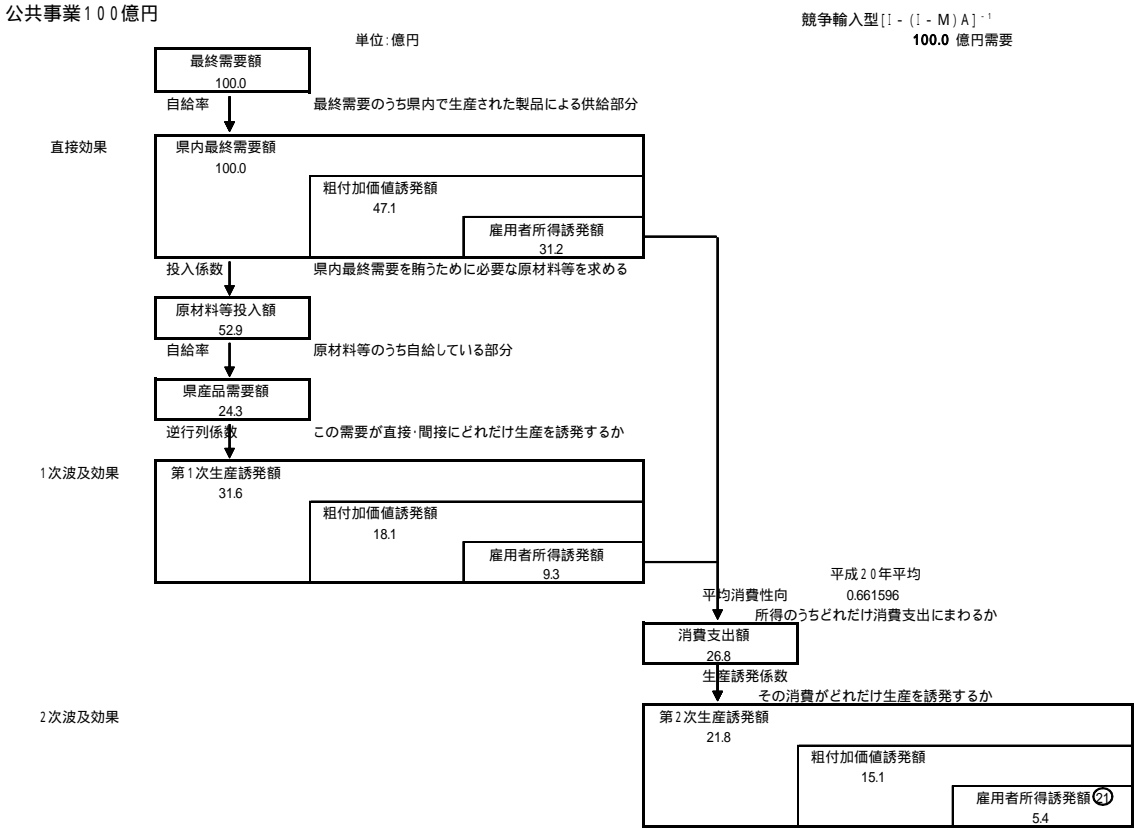 公共事業100億円
競争輸入型[I - (I - M)A]⁻¹
単位:億円
100.0 億円需要
最終需要額
100.0
自給率
最終需要のうち県内で生産された製品による供給部分
直接効果
県内最終需要額
100.0
粗付加価値誘発額
47.1
雇用者所得誘発額
31.2
投入係数
県内最終需要を賄うために必要な原材料等を求める
原材料等投入額
52.9
自給率
原材料等のうち自給している部分
県産品需要額
24.3
逆行列係数
この需要が直接・間接にどれだけ生産を誘発するか
1次波及効果
第1次生産誘発額
31.6
粗付加価値誘発額
18.1
雇用者所得誘発額
9.3
平成20年平均
平均消費性向
0.661596
所得のうちどれだけ消費支出にまわるか
消費支出額
26.8
生産誘発係数
その消費がどれだけ生産を誘発するか
2次波及効果
第2次生産誘発額
21.8
粗付加価値誘発額
15.1
雇用者所得誘発額㉑
5.4